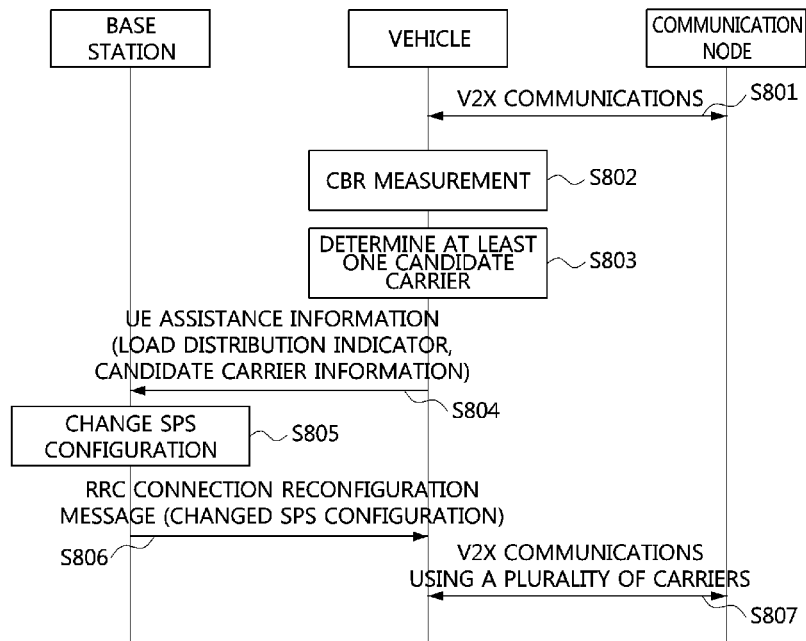 BASE
STATION
VEHICLE
COMMUNICATION
NODE
V2X COMMUNICATIONS
S801
CBR MEASUREMENT
S802
DETERMINE AT LEAST
ONE CANDIDATE
CARRIER
S803
UE ASSISTANCE INFORMATION
(LOAD DISTRIBUTION INDICATOR,
CANDIDATE CARRIER INFORMATION)
S804
CHANGE SPS
CONFIGURATION
S805
RRC CONNECTION RECONFIGURATION
MESSAGE (CHANGED SPS CONFIGURATION)
S806
V2X COMMUNICATIONS
USING A PLURALITY OF CARRIERS
S807